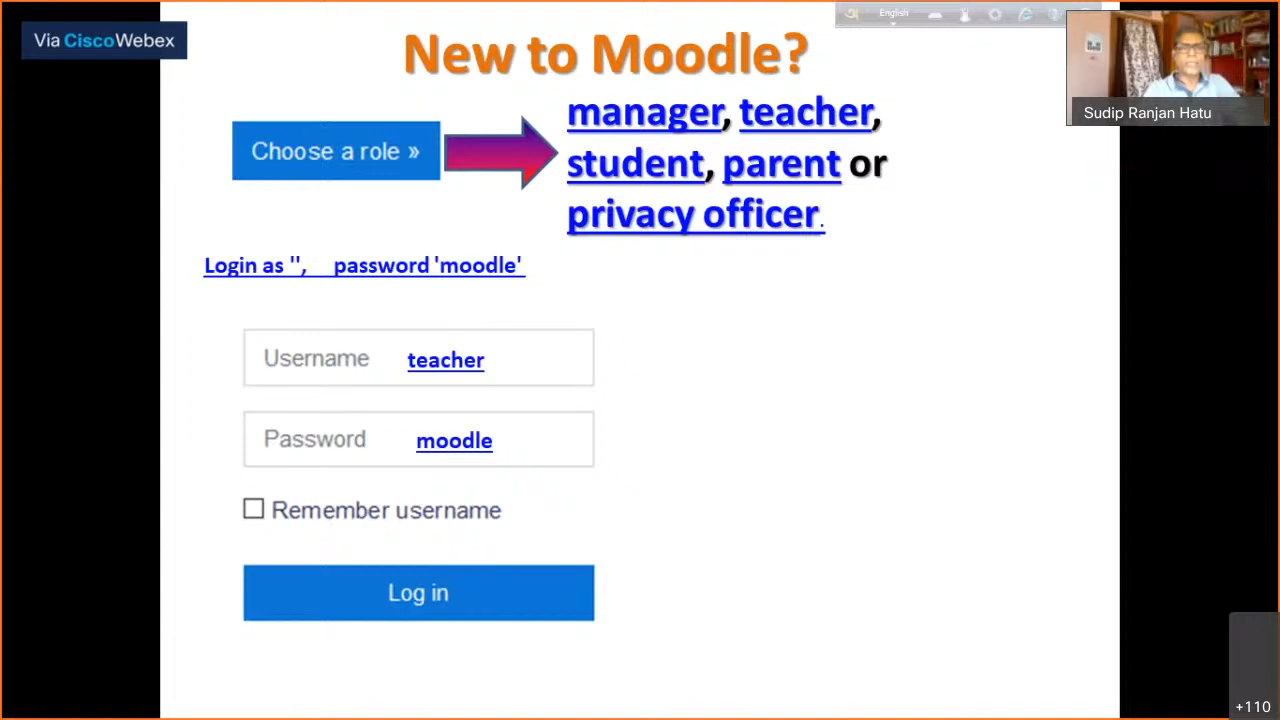 Via CiscoWebex
English
New to Moodle?
Sudip Ranjan Hatu
Choose a role »
manager, teacher,
student, parent or
privacy officer.
Login as '', password 'moodle'
Username teacher
Password moodle
Remember username
Log in
+110